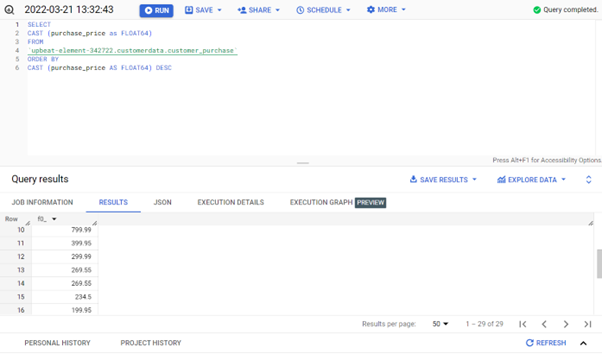 2022-03-21 13:32:43 RUN SAVE SHARE SCHEDULE MORE Query completed.
1 SELECT
2 CAST (purchase_price as FLOAT64)
3 FROM
4 `upbeat-element-342722.customerdata.customer_purchase`
5 ORDER BY
6 CAST (purchase_price AS FLOAT64) DESC
Press Alt+F1 for Accessibility Options.
Query results SAVE RESULTS EXPLORE DATA
JOB INFORMATION RESULTS JSON EXECUTION DETAILS EXECUTION GRAPH PREVIEW
Row f0_
10 799.99
11 399.95
12 299.99
13 269.55
14 269.55
15 234.5
16 199.95
Results per page: 50 1 – 29 of 29
PERSONAL HISTORY PROJECT HISTORY REFRESH